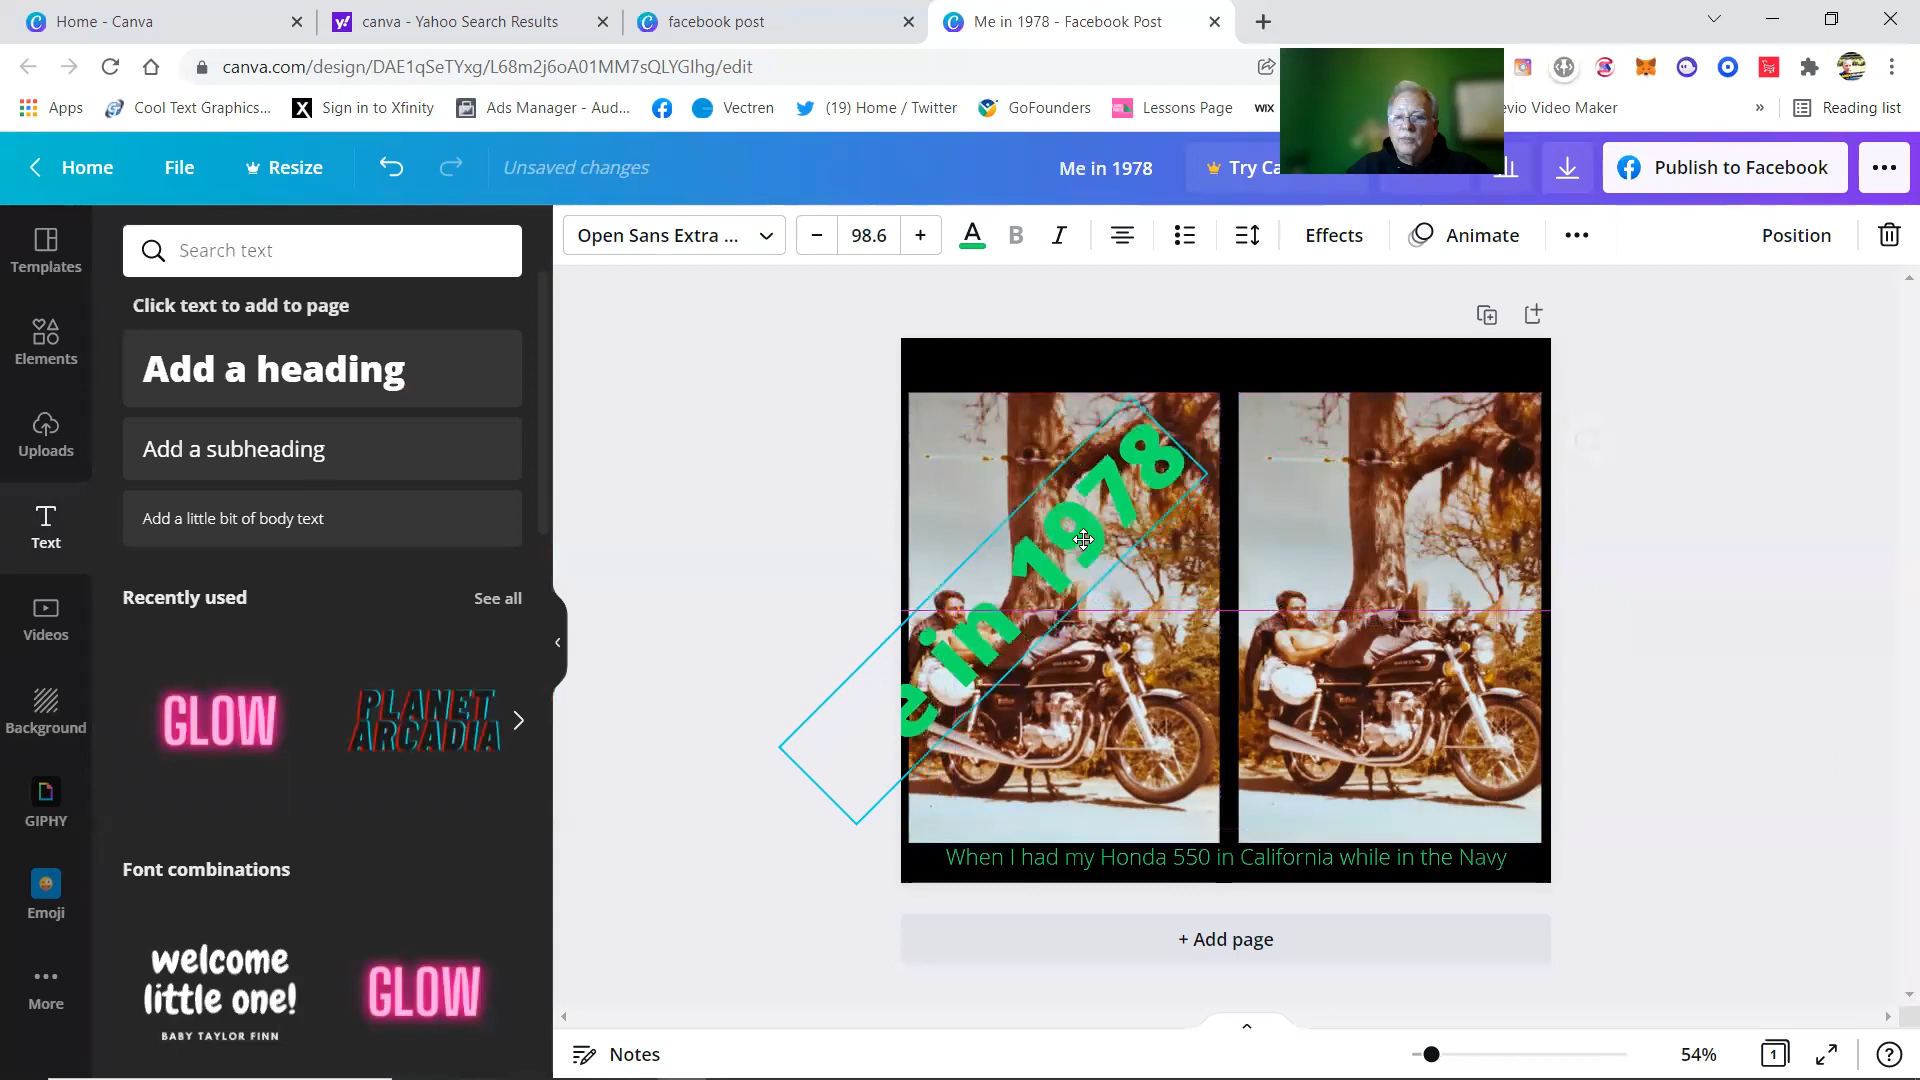 Home - Canva
canva - Yahoo Search Results
facebook post
Me in 1978 - Facebook Post
canva.com/design/DAE1qSeTYxg/L68m2j6oA01MM7sQLYGIhg/edit
Apps
Cool Text Graphics...
Sign in to Xfinity
Ads Manager - Aud...
Vectren
(19) Home / Twitter
GoFounders
Lessons Page
WIX
evio Video Maker
»
Reading list
Home
File
Resize
Unsaved changes
Me in 1978
Try Ca
Publish to Facebook
Templates
Elements
Uploads
Text
Videos
Background
GIPHY
Emoji
More
Search text
Click text to add to page
Add a heading
Add a subheading
Add a little bit of body text
Recently used
See all
GLOW
PLANET
ARCADIA
Font combinations
welcome
little one!
BABY TAYLOR FINN
GLOW
Open Sans Extra ...
98.6
A
B
I
Effects
Animate
Position
e in 1978
When I had my Honda 550 in California while in the Navy
+ Add page
Notes
54%
1